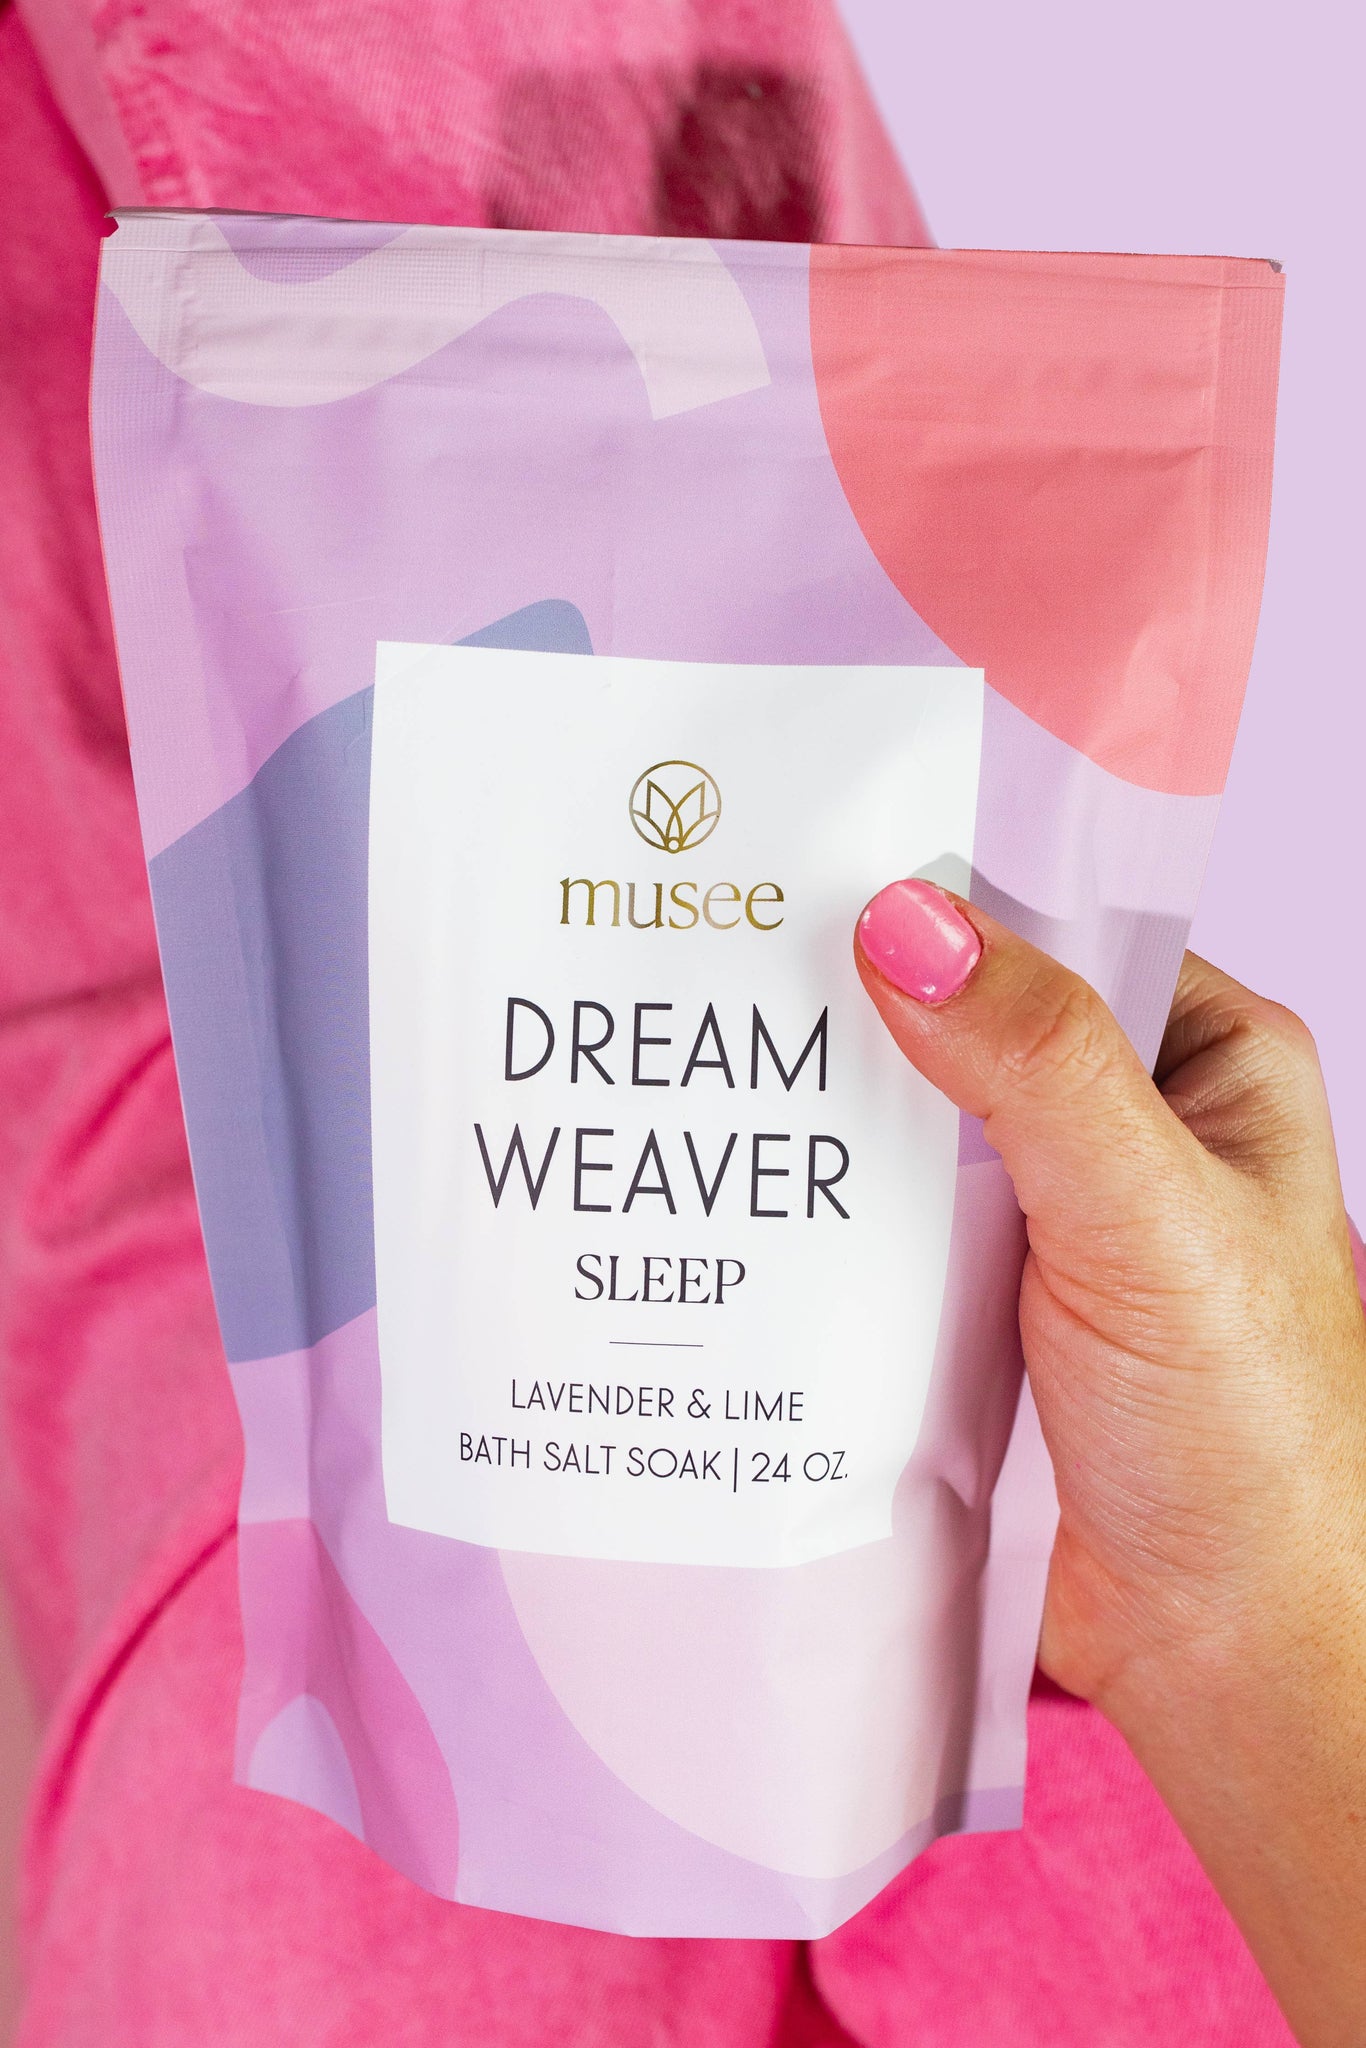 musee
DREAM
WEAVER
SLEEP
LAVENDER & LIME
BATH SALT SOAK | 24 OZ.